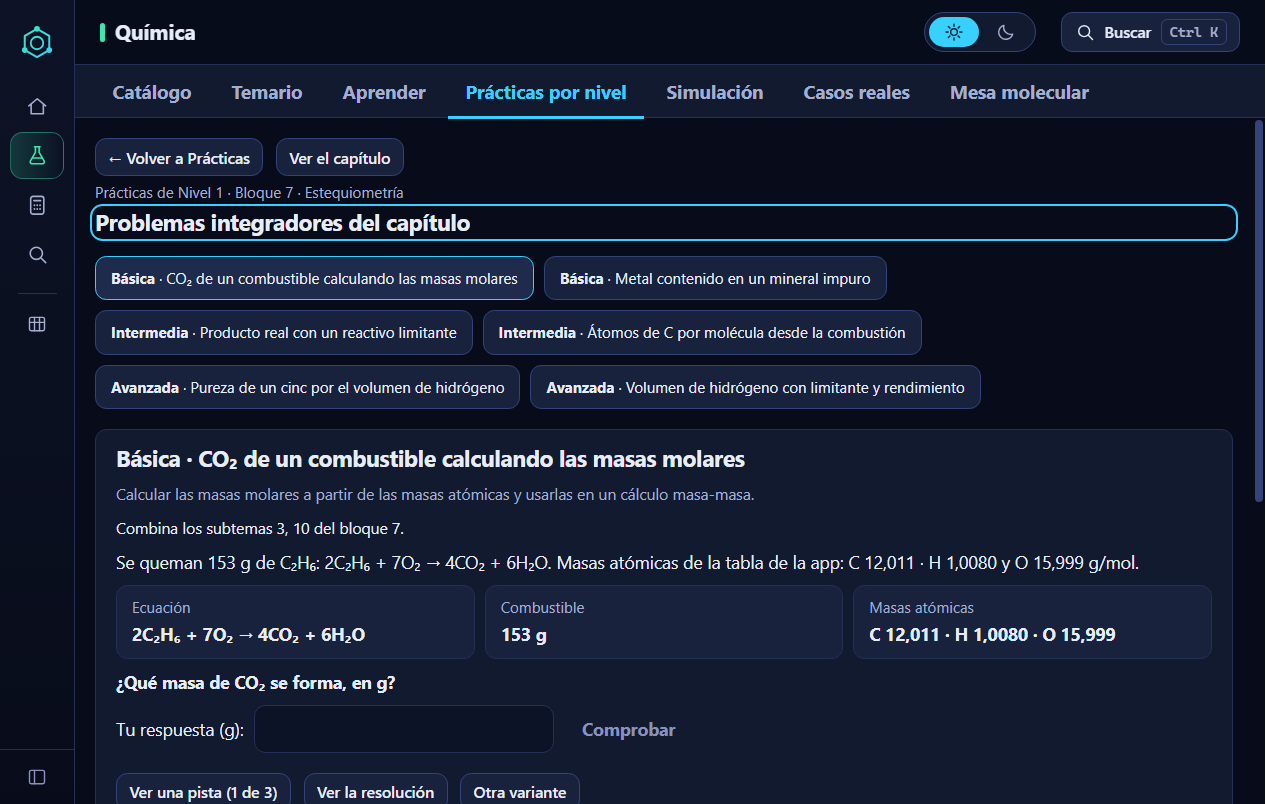 Química
Buscar Ctrl K
Catálogo Temario Aprender Prácticas por nivel Simulación Casos reales Mesa molecular
← Volver a Prácticas Ver el capítulo
Prácticas de Nivel 1 · Bloque 7 · Estequiometría
Problemas integradores del capítulo
Básica · CO₂ de un combustible calculando las masas molares Básica · Metal contenido en un mineral impuro
Intermedia · Producto real con un reactivo limitante Intermedia · Átomos de C por molécula desde la combustión
Avanzada · Pureza de un cinc por el volumen de hidrógeno Avanzada · Volumen de hidrógeno con limitante y rendimiento
Básica · CO₂ de un combustible calculando las masas molares
Calcular las masas molares a partir de las masas atómicas y usarlas en un cálculo masa-masa.
Combina los subtemas 3, 10 del bloque 7.
Se queman 153 g de C₂H₆: 2C₂H₆ + 7O₂ → 4CO₂ + 6H₂O. Masas atómicas de la tabla de la app: C 12,011 · H 1,0080 y O 15,999 g/mol.
Ecuación Combustible Masas atómicas
2C₂H₆ + 7O₂ → 4CO₂ + 6H₂O 153 g C 12,011 · H 1,0080 · O 15,999
¿Qué masa de CO₂ se forma, en g?
Tu respuesta (g): Comprobar
Ver una pista (1 de 3) Ver la resolución Otra variante